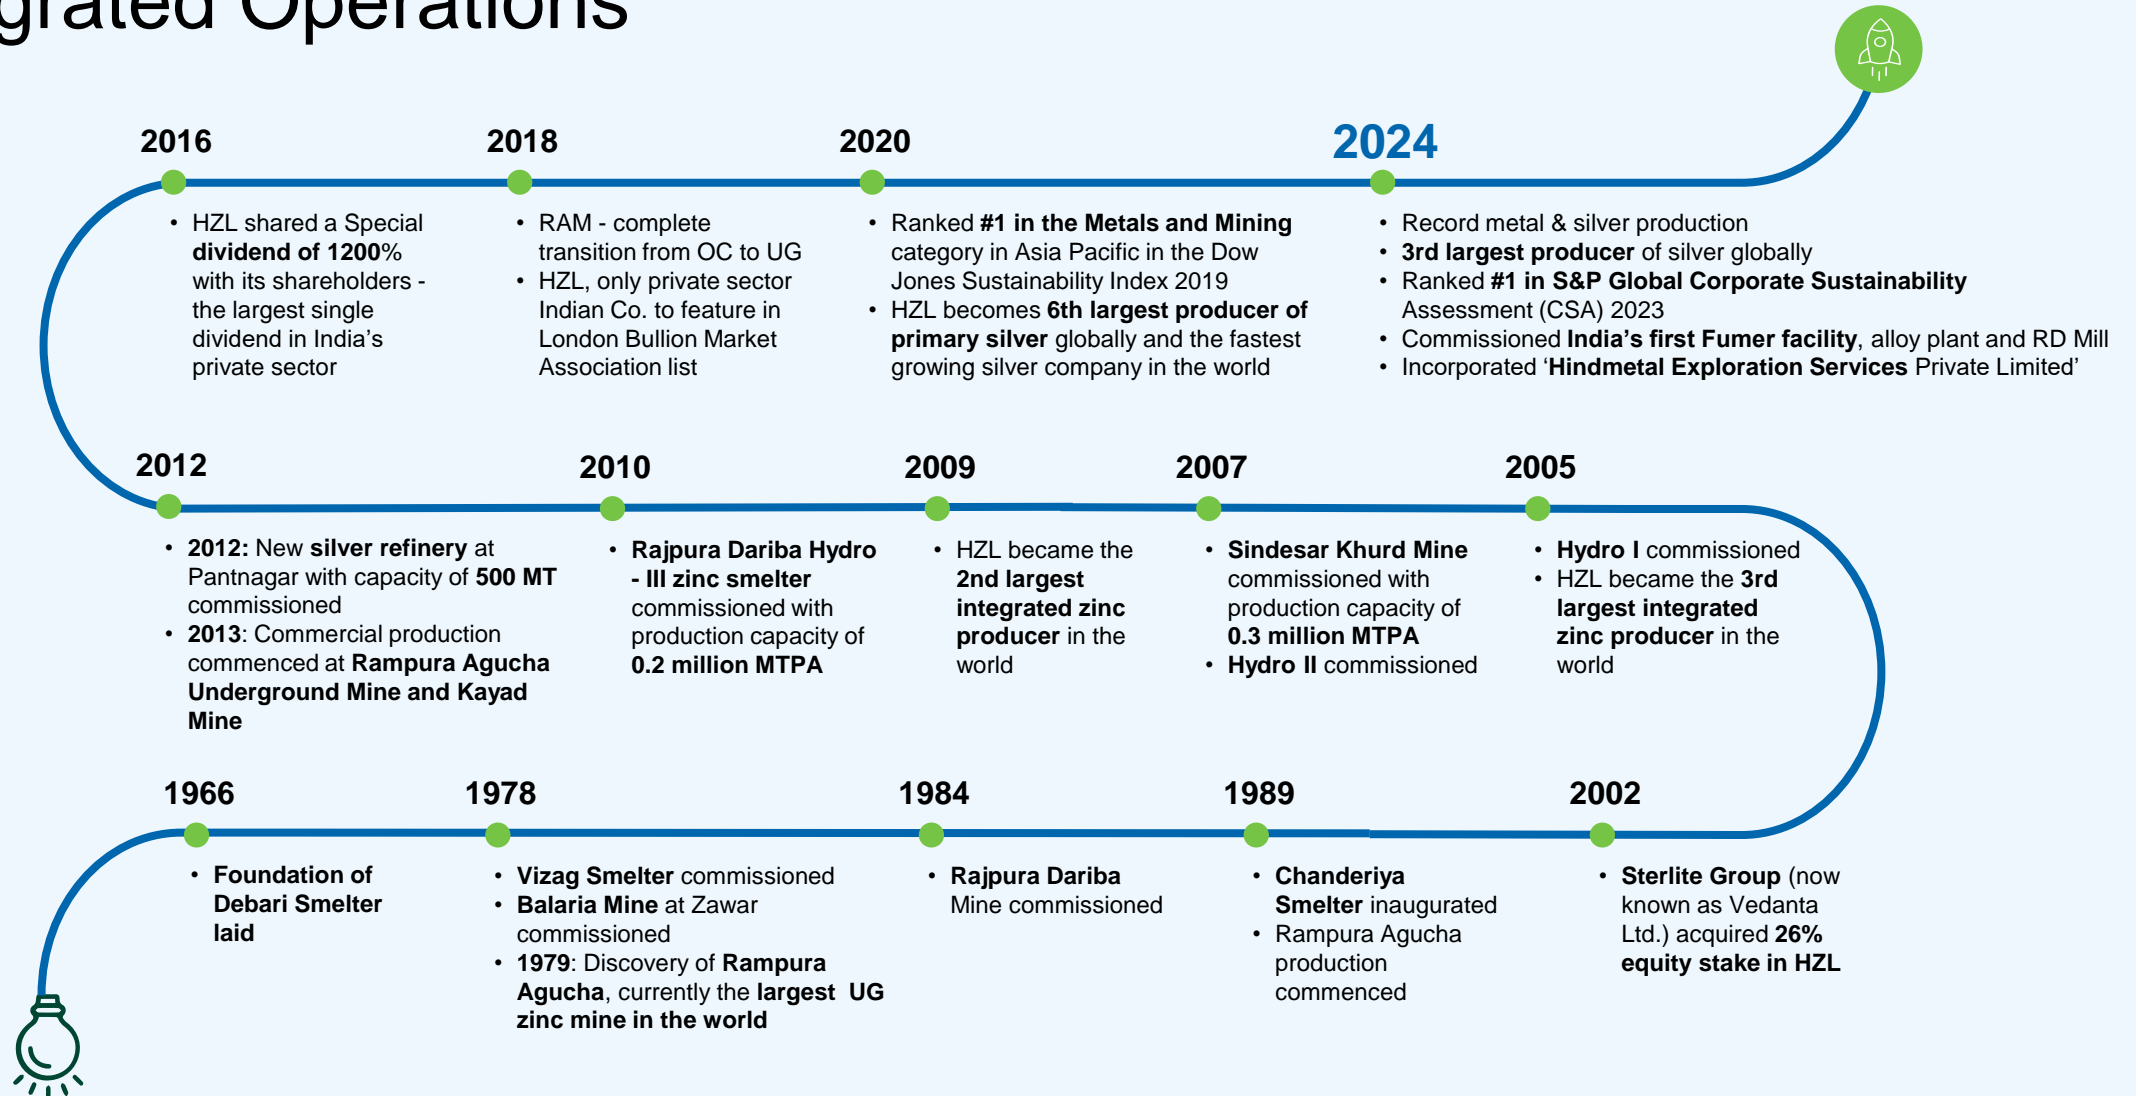 grated Operations
2016
• HZL shared a Special
dividend of 1200%
with its shareholders -
the largest single
dividend in India’s
private sector
2018
• RAM - complete
transition from OC to UG
• HZL, only private sector
Indian Co. to feature in
London Bullion Market
Association list
2020
• Ranked #1 in the Metals and Mining
category in Asia Pacific in the Dow
Jones Sustainability Index 2019
• HZL becomes 6th largest producer of
primary silver globally and the fastest
growing silver company in the world
2024
• Record metal & silver production
• 3rd largest producer of silver globally
• Ranked #1 in S&P Global Corporate Sustainability
Assessment (CSA) 2023
• Commissioned India’s first Fumer facility, alloy plant and RD Mill
• Incorporated ‘Hindmetal Exploration Services Private Limited’
2012
• 2012: New silver refinery at
Pantnagar with capacity of 500 MT
commissioned
• 2013: Commercial production
commenced at Rampura Agucha
Underground Mine and Kayad
Mine
2010
• Rajpura Dariba Hydro
- III zinc smelter
commissioned with
production capacity of
0.2 million MTPA
2009
• HZL became the
2nd largest
integrated zinc
producer in the
world
2007
• Sindesar Khurd Mine
commissioned with
production capacity of
0.3 million MTPA
• Hydro II commissioned
2005
• Hydro I commissioned
• HZL became the 3rd
largest integrated
zinc producer in the
world
1966
• Foundation of
Debari Smelter
laid
1978
• Vizag Smelter commissioned
• Balaria Mine at Zawar
commissioned
• 1979: Discovery of Rampura
Agucha, currently the largest UG
zinc mine in the world
1984
• Rajpura Dariba
Mine commissioned
1989
• Chanderiya
Smelter inaugurated
• Rampura Agucha
production
commenced
2002
• Sterlite Group (now
known as Vedanta
Ltd.) acquired 26%
equity stake in HZL